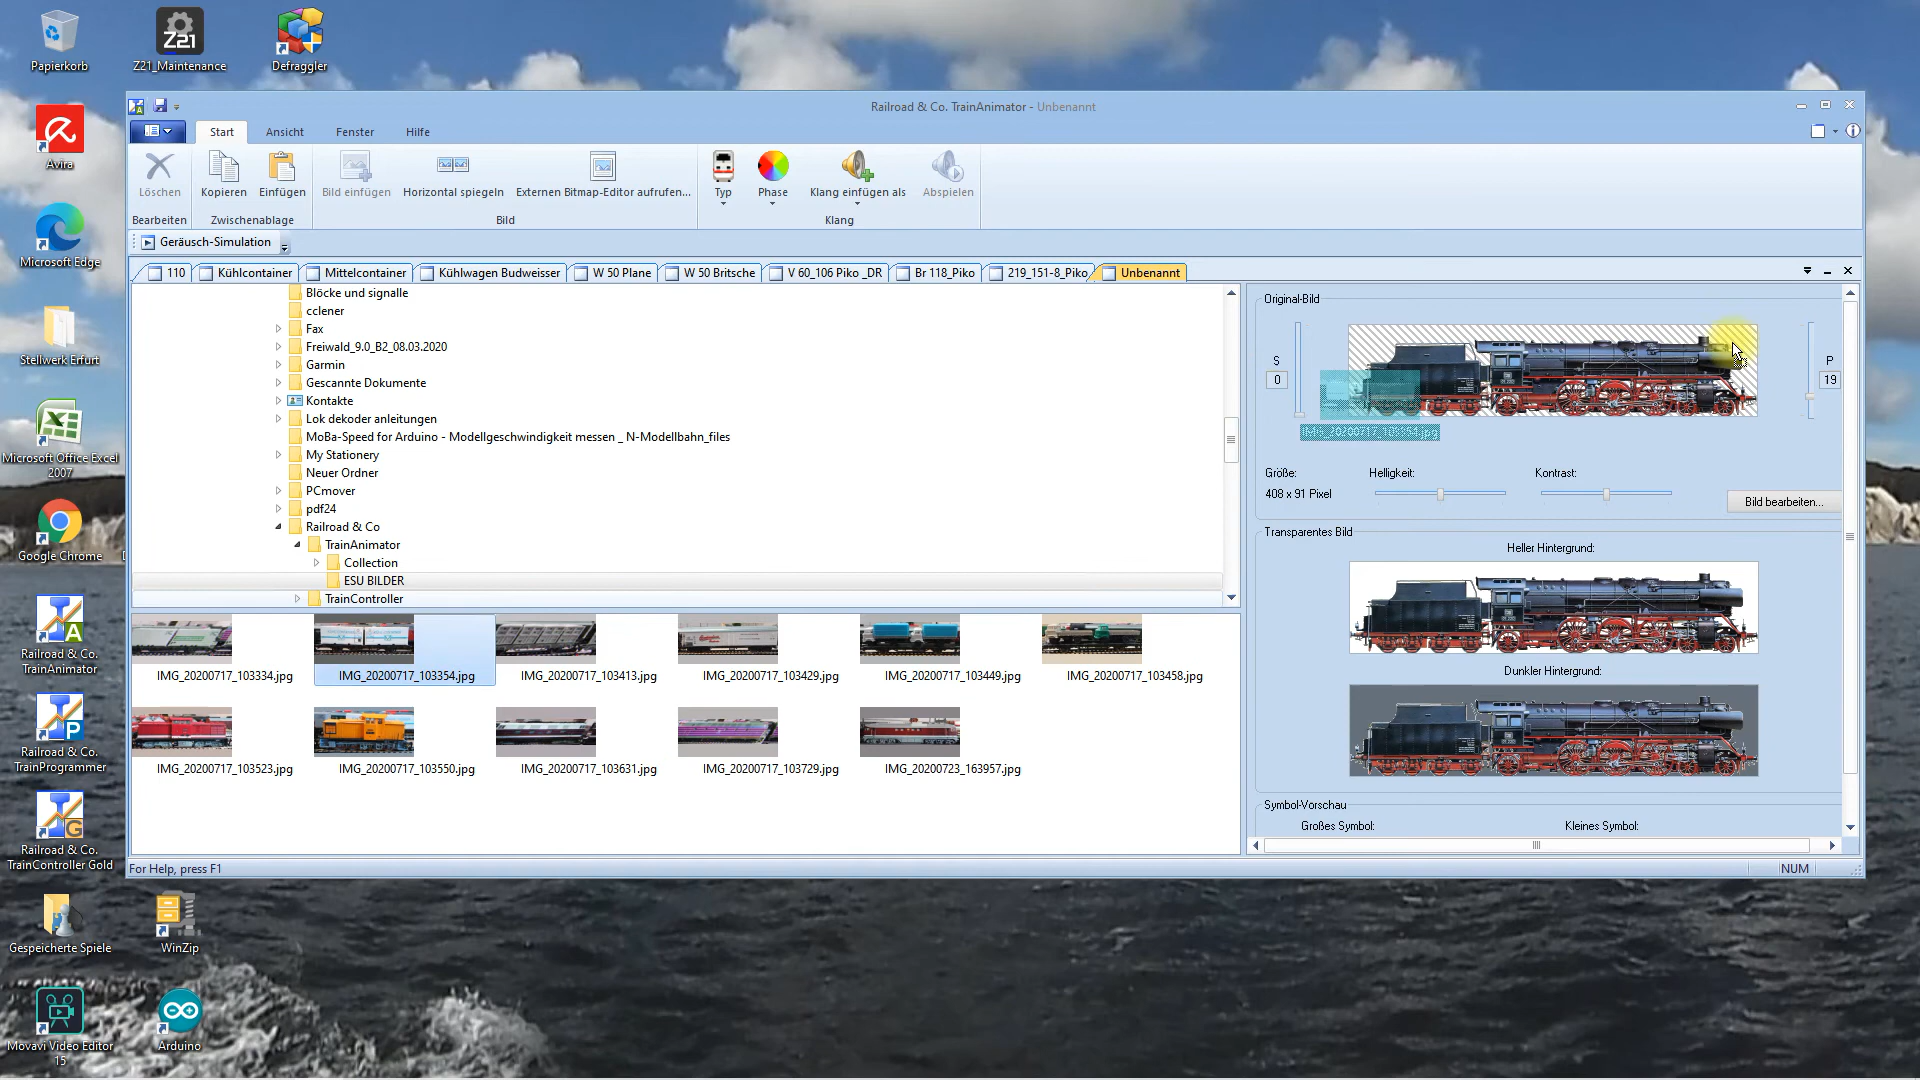 Papierkorb
Z21
Z21_Maintenance
Defraggler
Avira
Microsoft Edge
Stellwerk Erfurt
Microsoft Office Excel
2007
Google Chrome
Railroad & Co.
TrainAnimator
Railroad & Co.
TrainProgrammer
Railroad & Co.
TrainController Gold
Gespeicherte Spiele
WinZip
Movavi Video Editor
15
Arduino
Railroad & Co. TrainAnimator - Unbenannt
Start
Ansicht
Fenster
Hilfe
Löschen
Kopieren
Einfügen
Bild einfügen
Horizontal spiegeln
Externen Bitmap-Editor aufrufen...
Typ
Phase
Klang einfügen als
Abspielen
Bearbeiten
Zwischenablage
Bild
Klang
Geräusch-Simulation
110
Kühlcontainer
Mittelcontainer
Kühlwagen Budweisser
W 50 Plane
W 50 Britsche
V 60_106 Piko _DR
Br 118_Piko
219_151-8_Piko
Unbenannt
Blöcke und signalle
cclener
Fax
Freiwald_9.0_B2_08.03.2020
Garmin
Gescannte Dokumente
Kontakte
Lok dekoder anleitungen
MoBa-Speed for Arduino - Modellgeschwindigkeit messen _ N-Modellbahn_files
My Stationery
Neuer Ordner
PCmover
pdf24
Railroad & Co
TrainAnimator
Collection
ESU BILDER
TrainController
IMG_20200717_103334.jpg
IMG_20200717_103354.jpg
IMG_20200717_103413.jpg
IMG_20200717_103429.jpg
IMG_20200717_103449.jpg
IMG_20200717_103458.jpg
IMG_20200717_103523.jpg
IMG_20200717_103550.jpg
IMG_20200717_103631.jpg
IMG_20200717_103729.jpg
IMG_20200723_163957.jpg
Original-Bild
S
0
P
19
IMG_20200717_103354.jpg
Größe:
408 x 91 Pixel
Helligkeit:
Kontrast:
Bild bearbeiten...
Transparentes Bild
Heller Hintergrund:
Dunkler Hintergrund:
Symbol-Vorschau
Großes Symbol:
Kleines Symbol:
For Help, press F1
NUM